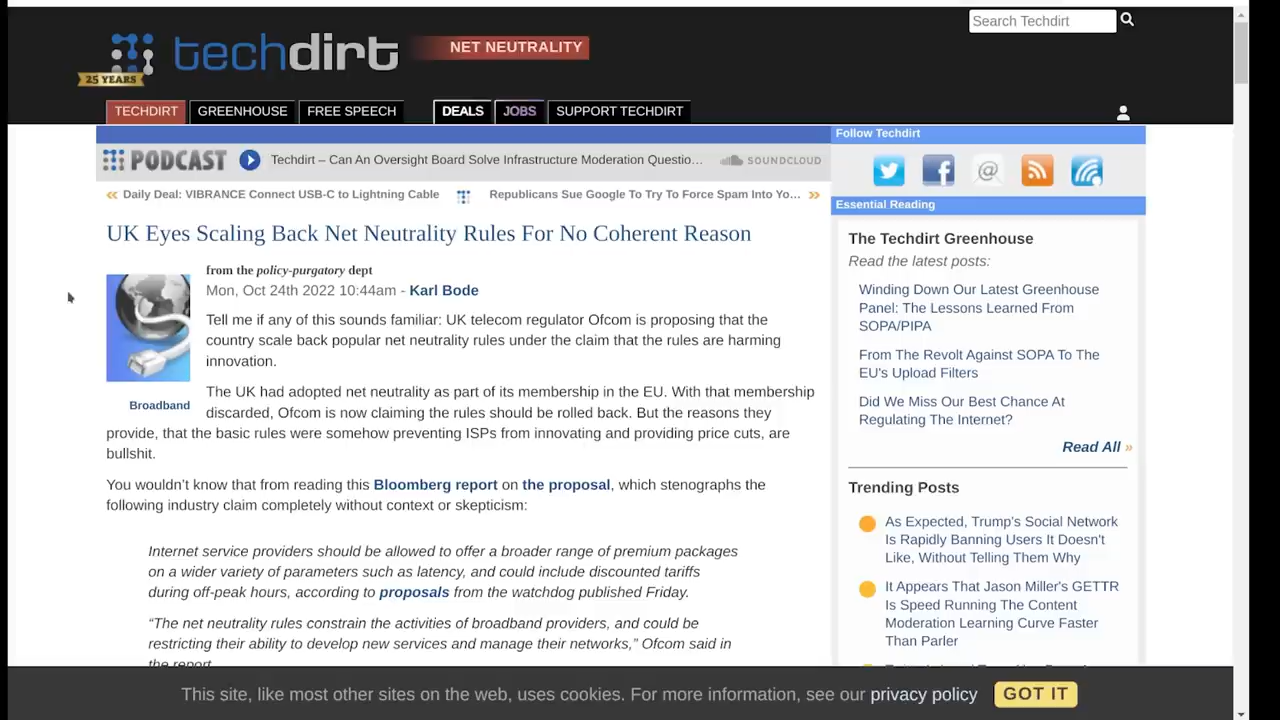 Search Techdirt
techdirt
NET NEUTRALITY
25 YEARS
TECHDIRT
GREENHOUSE
FREE SPEECH
DEALS
JOBS
SUPPORT TECHDIRT
PODCAST
Techdirt – Can An Oversight Board Solve Infrastructure Moderation Questio...
SOUNDCLOUD
« Daily Deal: VIBRANCE Connect USB-C to Lightning Cable
Republicans Sue Google To Try To Force Spam Into Yo... »
UK Eyes Scaling Back Net Neutrality Rules For No Coherent Reason
from the policy-purgatory dept
Mon, Oct 24th 2022 10:44am - Karl Bode
Broadband
Tell me if any of this sounds familiar: UK telecom regulator Ofcom is proposing that the
country scale back popular net neutrality rules under the claim that the rules are harming
innovation.
The UK had adopted net neutrality as part of its membership in the EU. With that membership
discarded, Ofcom is now claiming the rules should be rolled back. But the reasons they
provide, that the basic rules were somehow preventing ISPs from innovating and providing price cuts, are
bullshit.
You wouldn't know that from reading this Bloomberg report on the proposal, which stenographs the
following industry claim completely without context or skepticism:
Internet service providers should be allowed to offer a broader range of premium packages
on a wider variety of parameters such as latency, and could include discounted tariffs
during off-peak hours, according to proposals from the watchdog published Friday.
“The net neutrality rules constrain the activities of broadband providers, and could be
restricting their ability to develop new services and manage their networks,” Ofcom said in
the report
Follow Techdirt
Essential Reading
The Techdirt Greenhouse
Read the latest posts:
Winding Down Our Latest Greenhouse
Panel: The Lessons Learned From
SOPA/PIPA
From The Revolt Against SOPA To The
EU's Upload Filters
Did We Miss Our Best Chance At
Regulating The Internet?
Read All »
Trending Posts
As Expected, Trump's Social Network
Is Rapidly Banning Users It Doesn't
Like, Without Telling Them Why
It Appears That Jason Miller's GETTR
Is Speed Running The Content
Moderation Learning Curve Faster
Than Parler
This site, like most other sites on the web, uses cookies. For more information, see our privacy policy
GOT IT